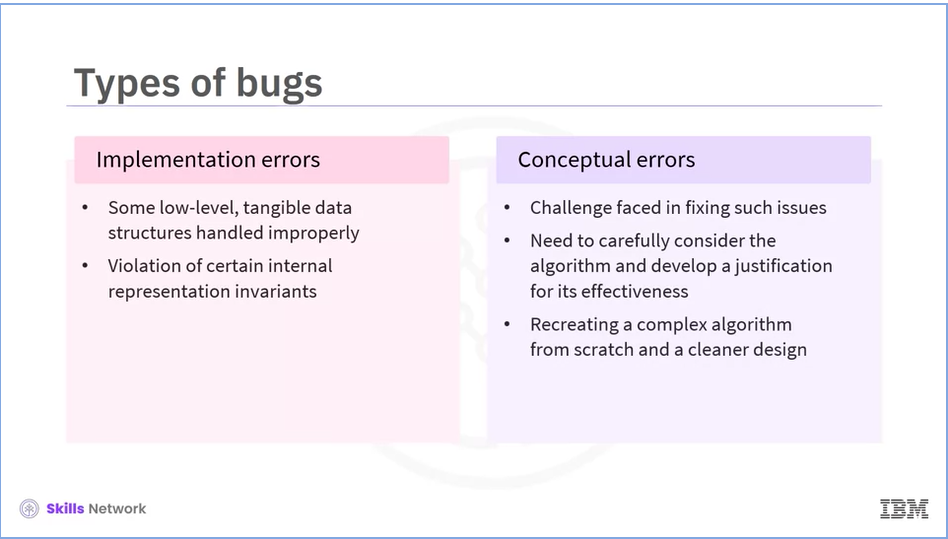 Types of bugs
Implementation errors
• Some low-level, tangible data
structures handled improperly
• Violation of certain internal
representation invariants
Conceptual errors
• Challenge faced in fixing such issues
• Need to carefully consider the
algorithm and develop a justification
for its effectiveness
• Recreating a complex algorithm
from scratch and a cleaner design
Skills Network
IBM